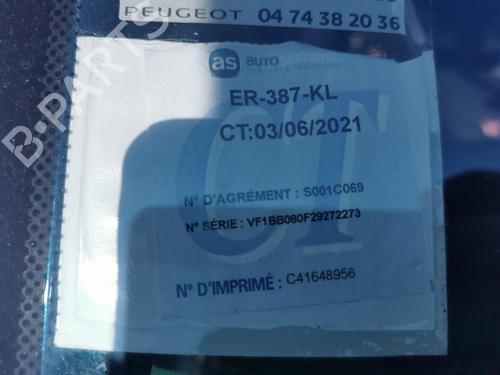 PEUGEOT 04 74 38 20 36
as AUTOSÉCURITÉ
ER-387-KL
CT:03/06/2021
N° D'AGRÉMENT : S001C069
N° SÉRIE : VF1BB080F29272273
N° D'IMPRIMÉ : C41648956
CT
B-PARTS